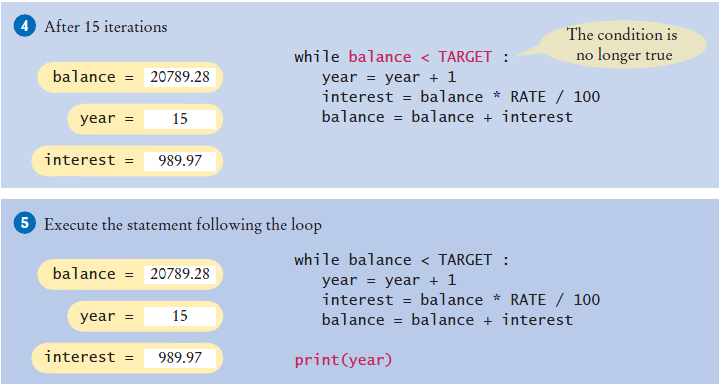 4 After 15 iterations
balance = 20789.28
year = 15
interest = 989.97
while balance < TARGET :
year = year + 1
interest = balance * RATE / 100
balance = balance + interest
The condition is
no longer true
5 Execute the statement following the loop
balance = 20789.28
year = 15
interest = 989.97
while balance < TARGET :
year = year + 1
interest = balance * RATE / 100
balance = balance + interest
print(year)